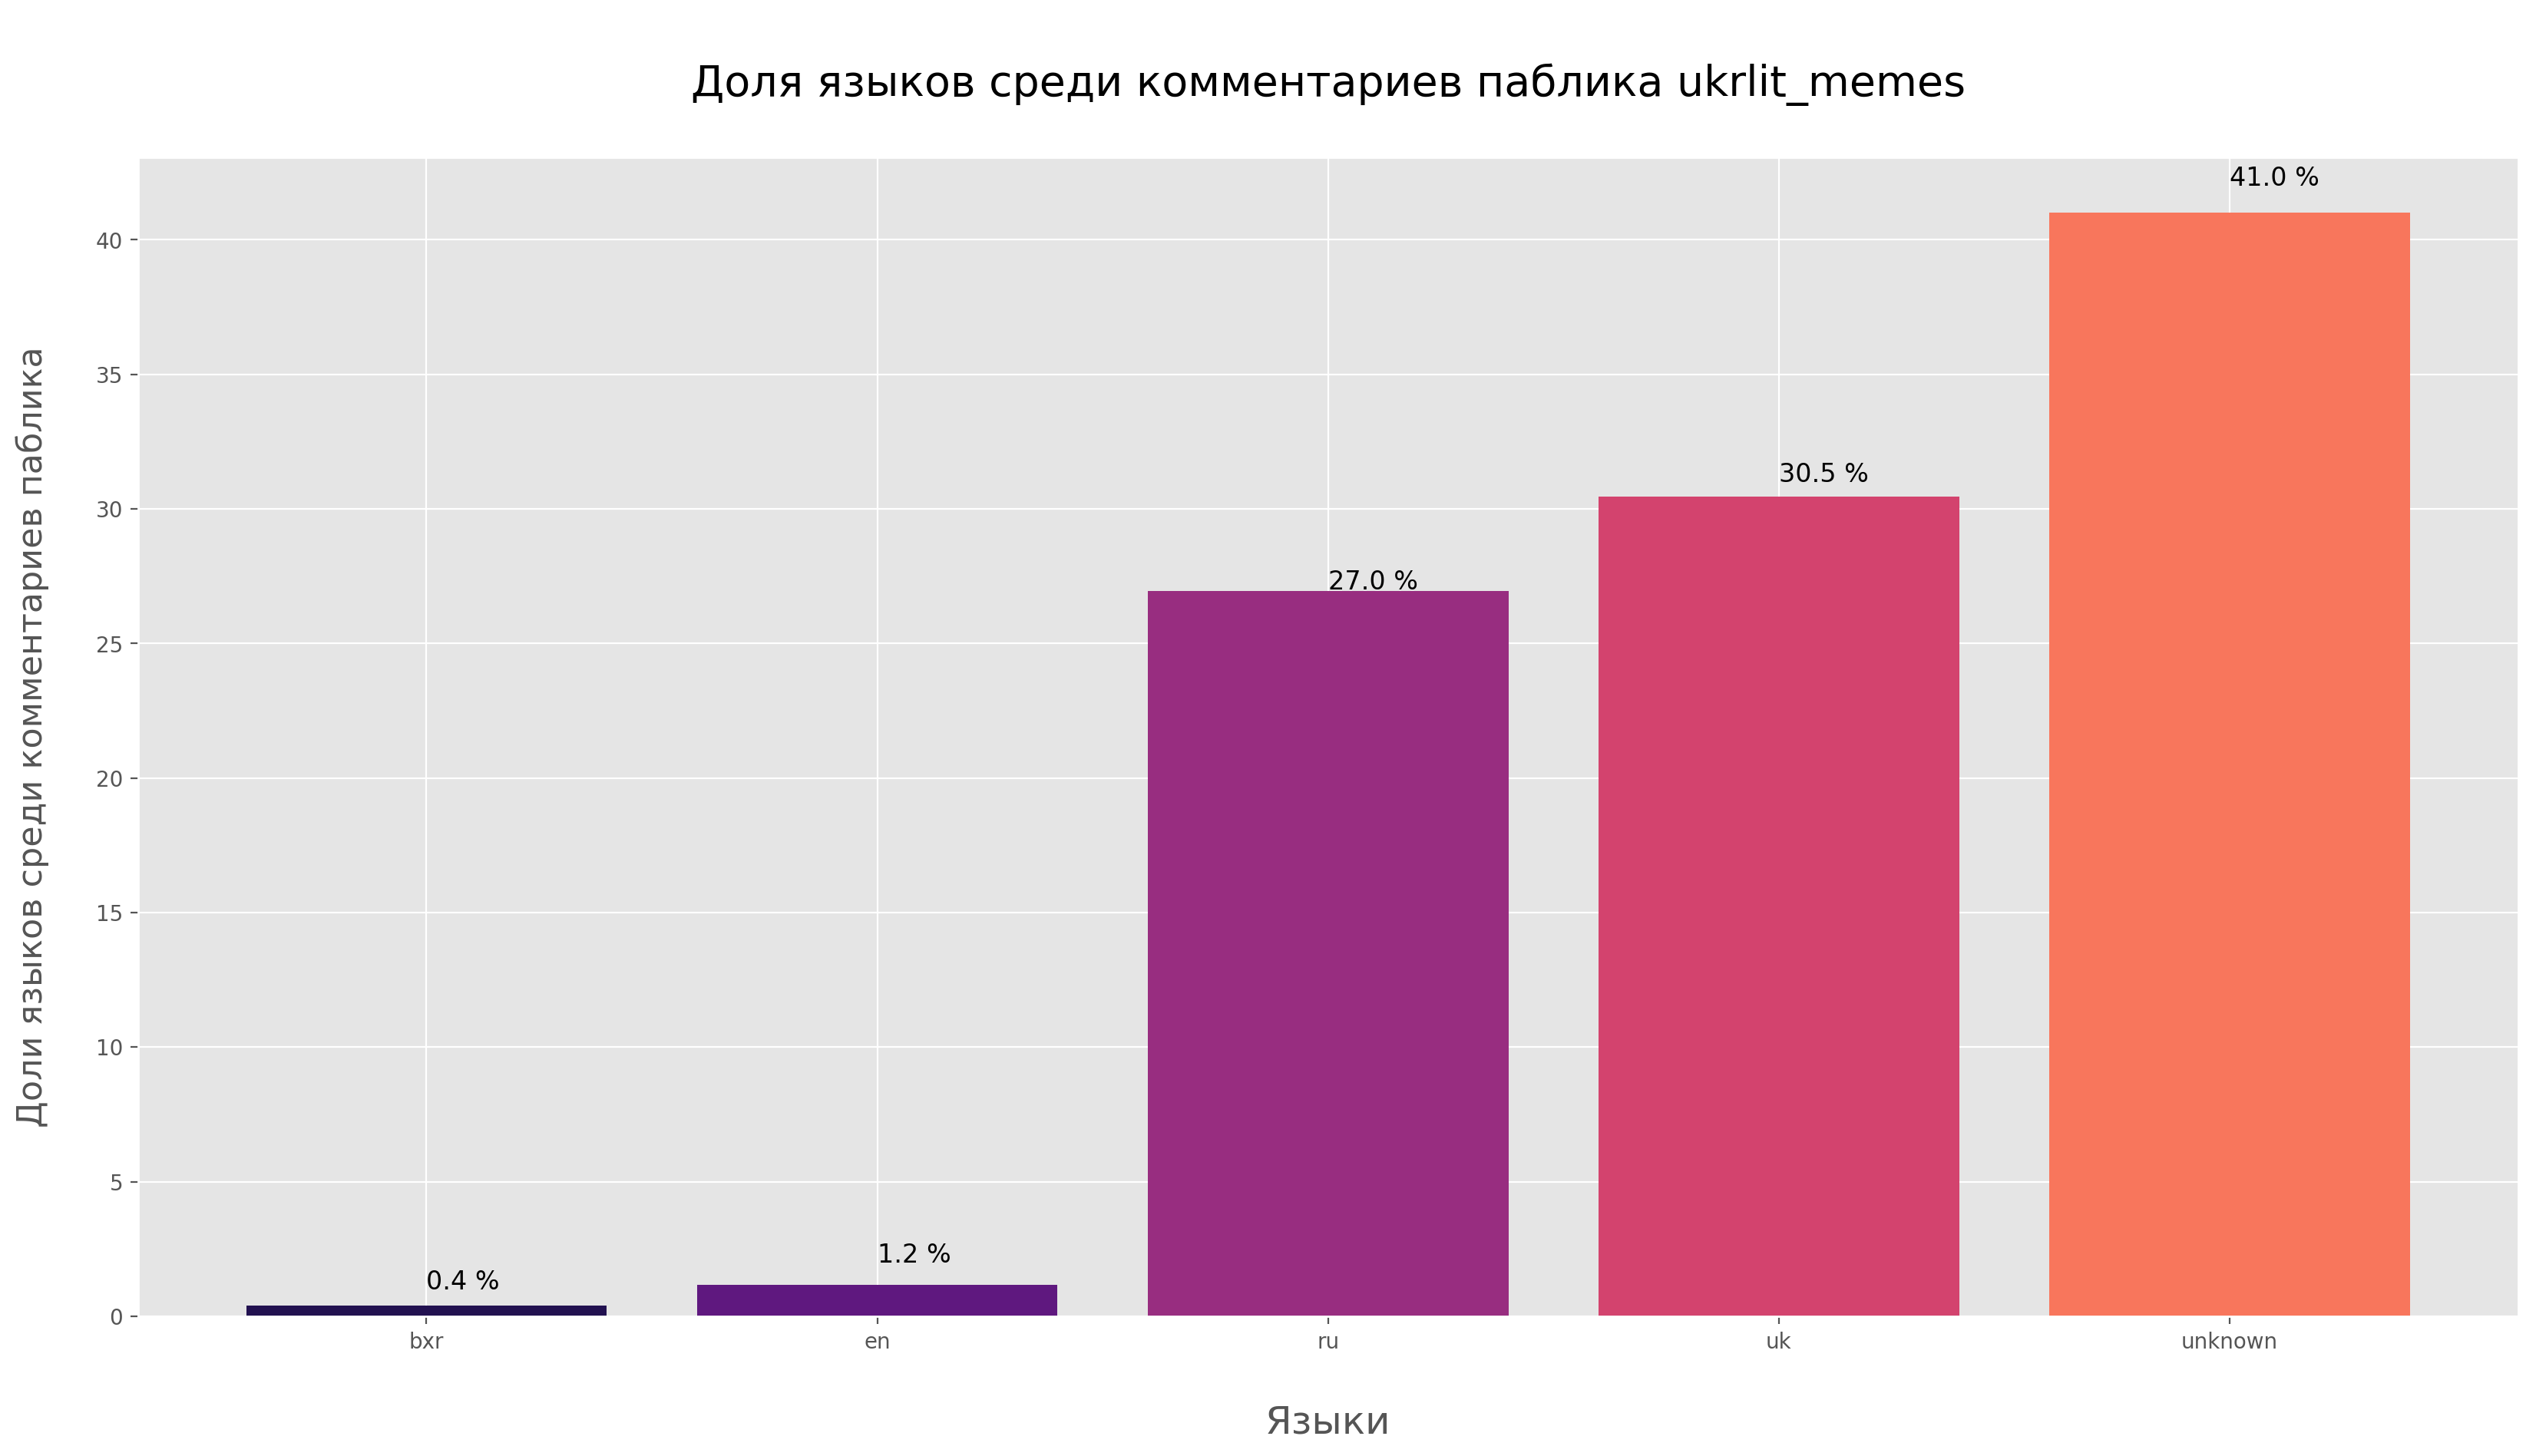 Доля языков среди комментариев паблика ukrlit_memes
Доли языков среди комментариев паблика
40
35
30
25
20
15
10
5
0
0.4 %
1.2 %
27.0 %
30.5 %
41.0 %
bxr
en
ru
uk
unknown
Языки